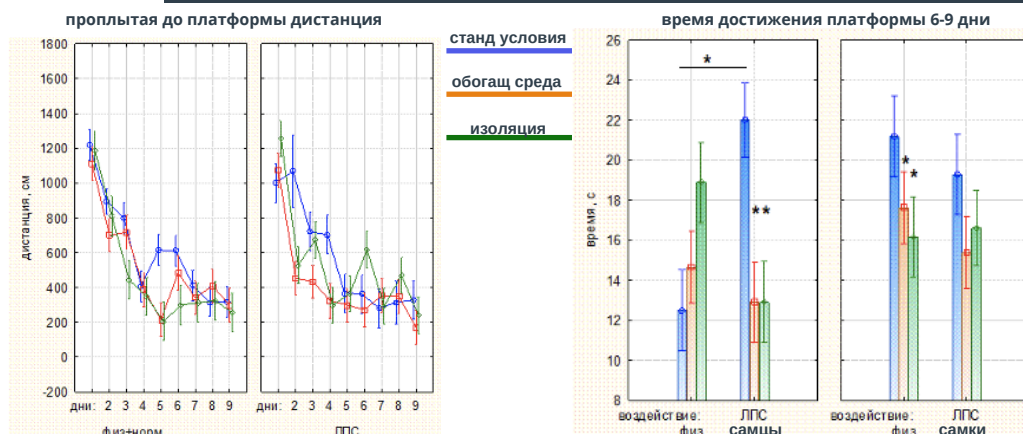 проплытая до платформы дистанция
время достижения платформы 6-9 дни
станд условия
обогащ среда
изоляция
дистанция, см
1800
1600
1400
1200
1000
800
600
400
200
0
-200
дни: 2 3 4 5 6 7 8 9
дни: 2 3 4 5 6 7 8 9
физ+норм
ЛПС
время, с
26
24
22
20
18
16
14
12
10
8
*
**
*
*
воздействие: ЛПС
физ самцы
воздействие: ЛПС
физ самки